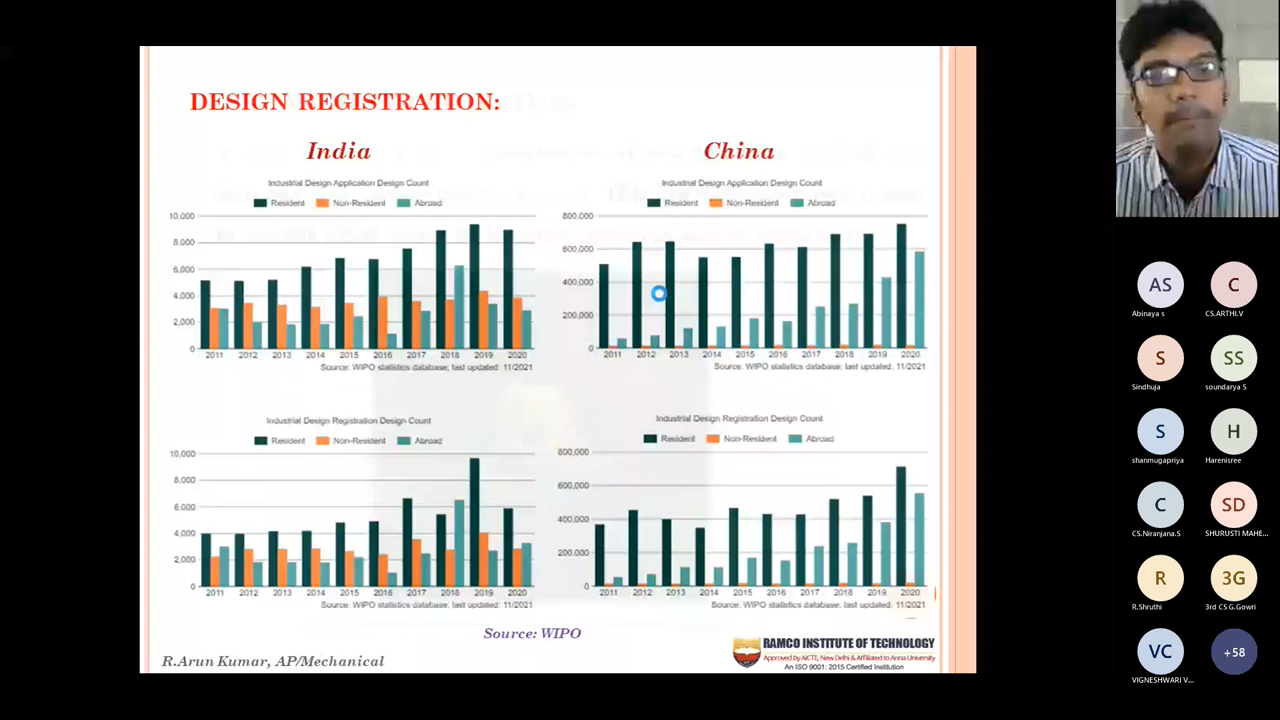 DESIGN REGISTRATION:
India
China
Industrial Design Application Design Count
Resident Non-Resident Abroad
10.000
8.000
6,000
4,000
2,000
0
2011 2012 2013 2014 2015 2016 2017 2018 2019 2020
Source: WIPO statistics database; last updated: 11/2021
Industrial Design Application Design Count
Resident Non-Resident Abroad
800.000
600,000
400,000
200,000
0
2011 2012 2013 2014 2015 2016 2017 2018 2019 2020
Source: WIPO statistics database; last updated: 11/2021
Industrial Design Registration Design Count
Resident Non-Resident Abroad
10,000
8,000
6.000
4.000
2,000
0
2011 2012 2013 2014 2015 2016 2017 2018 2019 2020
Source: WIPO statistics database; last updated: 11/2021
Industrial Design Registration Design Count
Resident Non-Resident Abroad
800,000
600,000
400,000
200,000
0
2011 2012 2013 2014 2015 2016 2017 2018 2019 2020
Source: WIPO statistics database; last updated: 11/2021
Source: WIPO
R.Arun Kumar, AP/Mechanical
RAMCO INSTITUTE OF TECHNOLOGY
Approved by AICTE, New Delhi & Affiliated to Anna University
An ISO 9001: 2015 Certified Institution
AS C
Abinaya s CS.ARTHI.V
S SS
Sindhuja soundarya S
S H
shanmugapriya Harenisree
C SD
CS.Niranjana.S SHURUSTI MAHE...
R 3G
R.Shruthi 3rd CS G.Gowri
VC +58
VIGNESHWARI V...